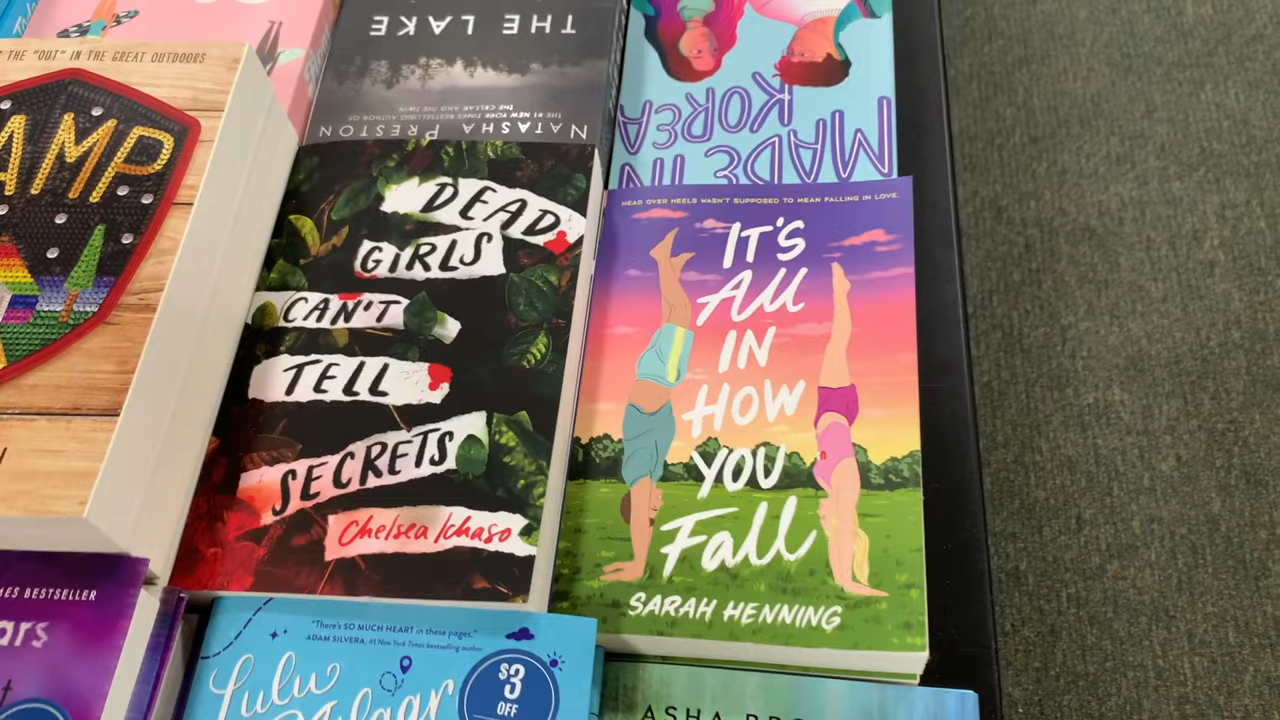 THE "OUT" IN THE GREAT OUTDOORS
AMP
THE LAKE
THE #1 NEW YORK TIMES BESTSELLING AUTHOR OF
THE CELLAR AND THE TWIN
NATASHA PRESTON
MADE IN
KOREA
DEAD
GIRLS
CAN'T
TELL
SECRETS
Chelsea Ichaso
HEAD OVER HEELS WASN'T SUPPOSED TO MEAN FALLING IN LOVE.
IT'S
All
IN
HOW
YOU
Fall
SARAH HENNING
MES BESTSELLER
ars
"There's SO MUCH HEART in these pages."
ADAM SILVERA, #1 New York Times bestselling author
Lulu
$3
OFF
ASHA BRO